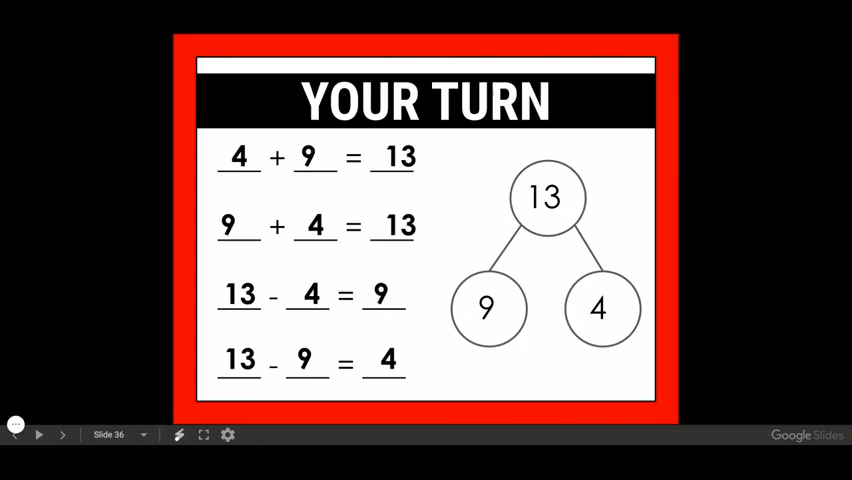 YOUR TURN
4 + 9 = 13
9 + 4 = 13
13 - 4 = 9
13 - 9 = 4
13
9 4
Slide 36
Google Slides